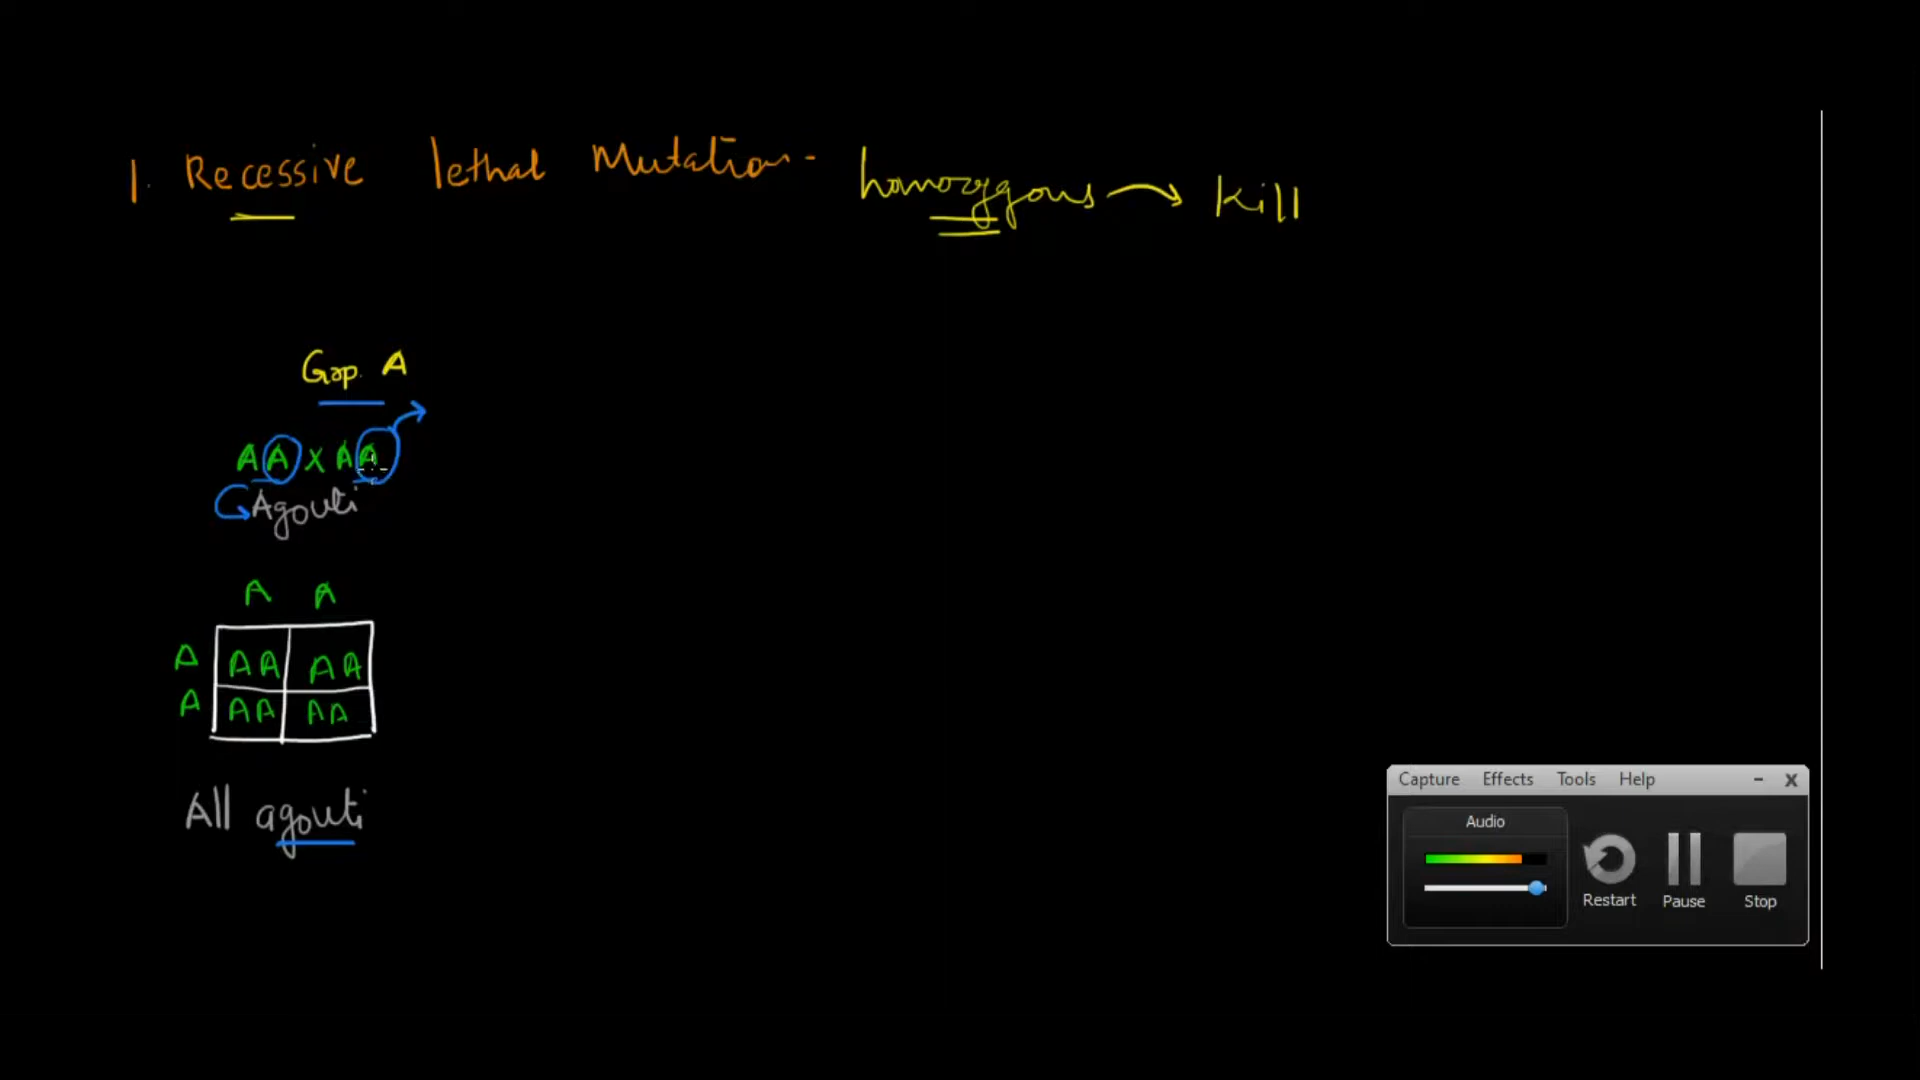 1. Recessive lethal Mutation - homozygous → Kill
Grp. A
AA X AA
Agouti
A A
A AA AA
A AA AA
All agouti
Capture Effects Tools Help - X
Audio
Restart Pause Stop